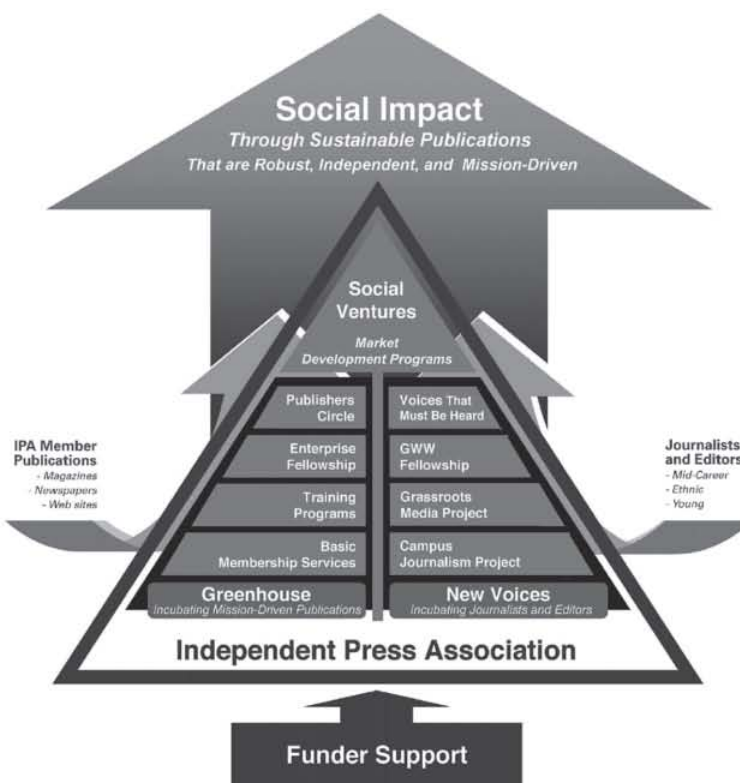 Social Impact
Through Sustainable Publications
That are Robust, Independent, and Mission-Driven
Social
Ventures
Market
Development Programs
Publishers
Circle
Voices That
Must Be Heard
Enterprise
Fellowship
GWW
Fellowship
Training
Programs
Grassroots
Media Project
Basic
Membership Services
Campus
Journalism Project
Greenhouse
Incubating Mission-Driven Publications
New Voices
Incubating Journalists and Editors
IPA Member
Publications
- Magazines
- Newspapers
- Web sites
Journalists
and Editors
- Mid-Career
- Ethnic
- Young
Independent Press Association
Funder Support